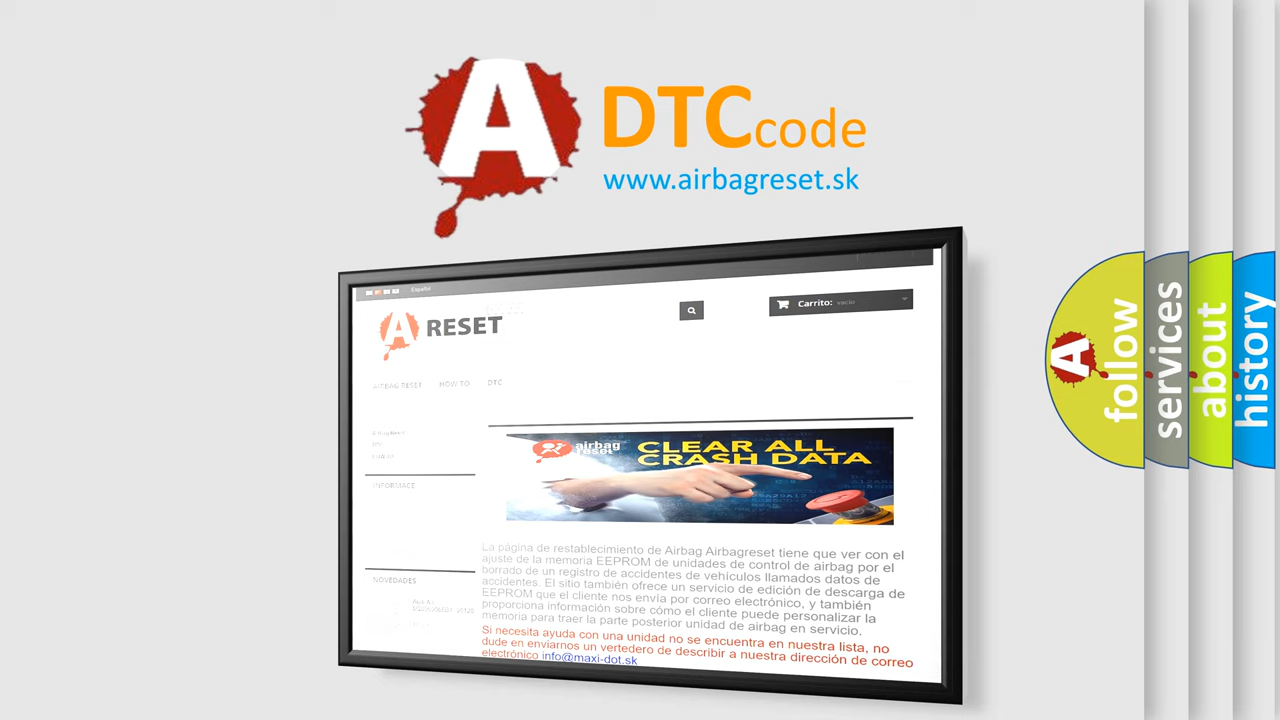 A
DTC code
www.airbagreset.sk
Español
A RESET
Carrito: vacío
AIRBAG RESET HOW TO DTC
INFORMACE
airbag
reset
CLEAR ALL
CRASH DATA
La página de restablecimiento de Airbag Airbagreset tiene que ver con el
ajuste de la memoria EEPROM de unidades de control de airbag por el
borrado de un registro de accidentes de vehículos llamados datos de
accidentes. El sitio también ofrece un servicio de edición de descarga de
EEPROM que el cliente nos envía por correo electrónico, y también
proporciona información sobre cómo el cliente puede personalizar la
memoria para traer la parte posterior unidad de airbag en servicio.
Si necesita ayuda con una unidad no se encuentra en nuestra lista, no
dude en enviarnos un vertedero de describir a nuestra dirección de correo
electrónico info@maxi-dot.sk
NOVEDADES
A
follow
services
about
history